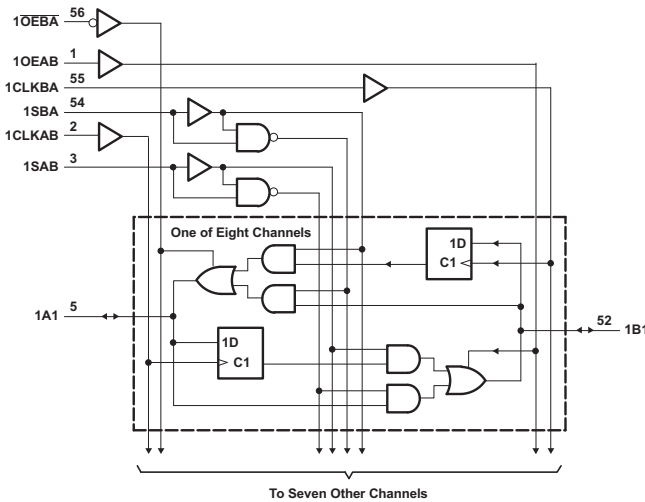 1OEBA 56
1OEAB 1
1CLKBA 55
1SBA 54
1CLKAB 2
1SAB 3
One of Eight Channels
1D
C1
1A1 5
52 1B1
1D
C1
To Seven Other Channels